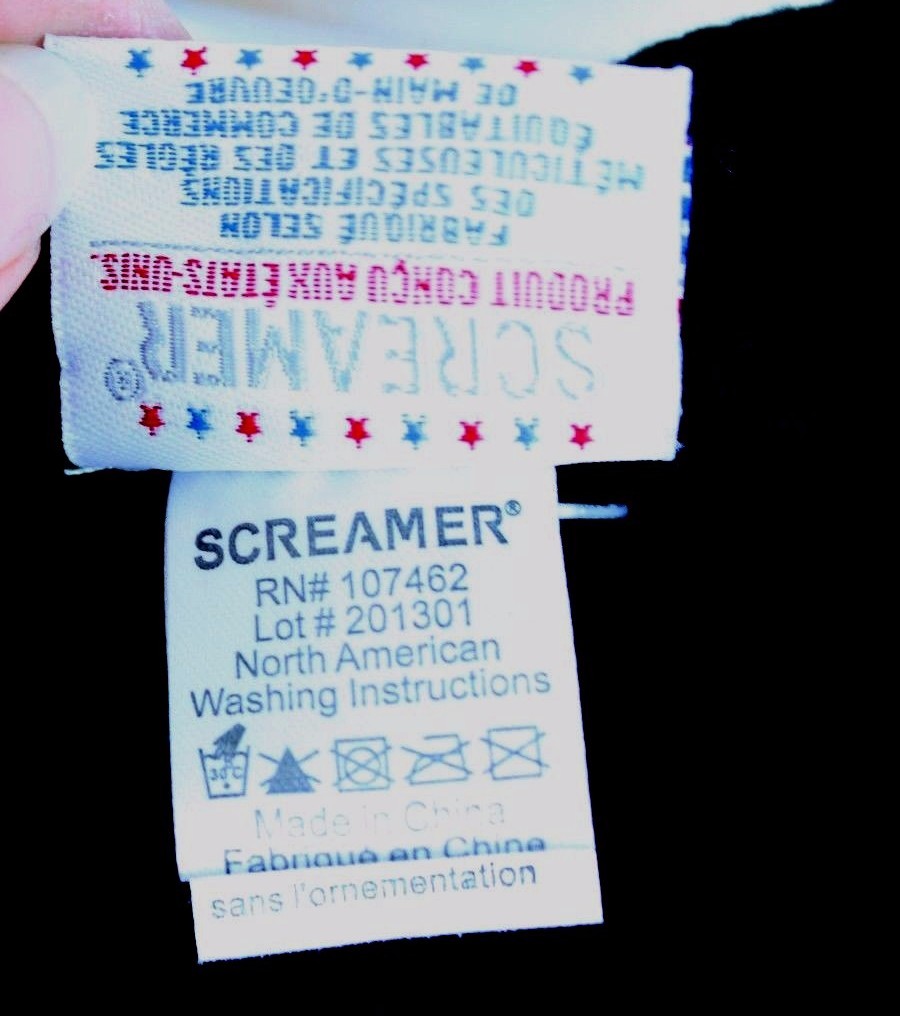 SCREAMER®
PRODUIT CONÇU AUX ÉTATS-UNIS.
FABRIQUÉ SELON
DES SPÉCIFICATIONS
MÉTICULEUSES ET DES RÈGLES
ÉQUITABLES DE COMMERCE
DE MAIN-D'OEUVRE
SCREAMER®
RN# 107462
Lot # 201301
North American
Washing Instructions
30°C
Made in China
Fabriqué en Chine
sans l'ornementation